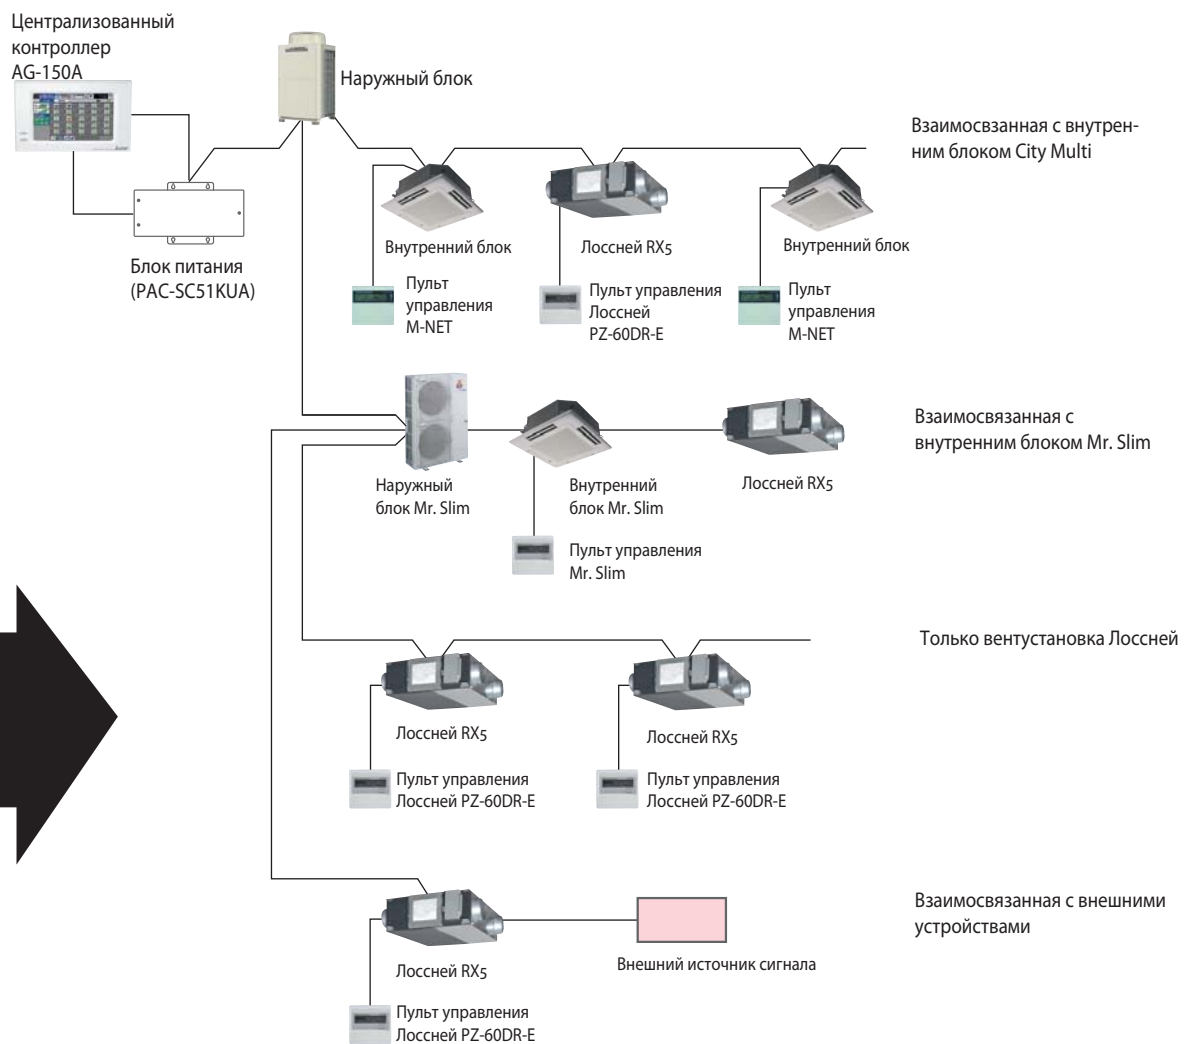 Централизованный
контроллер
AG-150A
Наружный блок
Взаимосвзанная с внутрен-
ним блоком City Multi
Внутренний блок
Лоссней RX5
Внутренний блок
Блок питания
(PAC-SC51KUA)
Пульт
управления
M-NET
Пульт управления
Лоссней
PZ-60DR-E
Пульт
управления
M-NET
Взаимосвязанная с
внутренним блоком Mr. Slim
Наружный
блок Mr. Slim
Внутренний
блок Mr. Slim
Лоссней RX5
Пульт управления
Mr. Slim
Только вентустановка Лоссней
Лоссней RX5
Лоссней RX5
Пульт управления
Лоссней PZ-60DR-E
Пульт управления
Лоссней PZ-60DR-E
Взаимосвязанная с внешними
устройствами
Лоссней RX5
Внешний источник сигнала
Пульт управления
Лоссней PZ-60DR-E